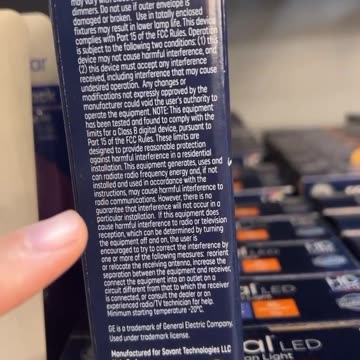 may vary with
dimmers. Do not use if outer envelope is
damaged or broken. Use in totally enclosed
fixtures may result in lower lamp life. This device
complies with Part 15 of the FCC Rules. Operation
is subject to the following two conditions: (1) this
device may not cause harmful interference, and
(2) this device must accept any interference
received, including interference that may cause
undesired operation. Any changes or
modifications not expressly approved by the
manufacturer could void the user's authority to
operate the equipment. NOTE: This equipment
has been tested and found to comply with the
limits for a Class B digital device, pursuant to
Part 15 of the FCC Rules. These limits are
designed to provide reasonable protection
against harmful interference in a residential
installation. This equipment generates, uses and
can radiate radio frequency energy and, if not
installed and used in accordance with the
instructions, may cause harmful interference to
radio communications. However, there is no
guarantee that interference will not occur in a
particular installation. If this equipment does
cause harmful interference to radio or television
reception, which can be determined by turning
the equipment off and on, the user is
encouraged to try to correct the interference by
one or more of the following measures: reorient
or relocate the receiving antenna, increase the
separation between the equipment and receiver,
connect the equipment into an outlet on a
circuit different from that to which the receiver
is connected, or consult the dealer or an
experienced radio/TV technician for help.
Minimum starting temperature -20°C.
GE is a trademark of General Electric Company.
Used under trademark license.
Manufactured for Savant Technologies LLC
ar
LED
ar LED
an Light